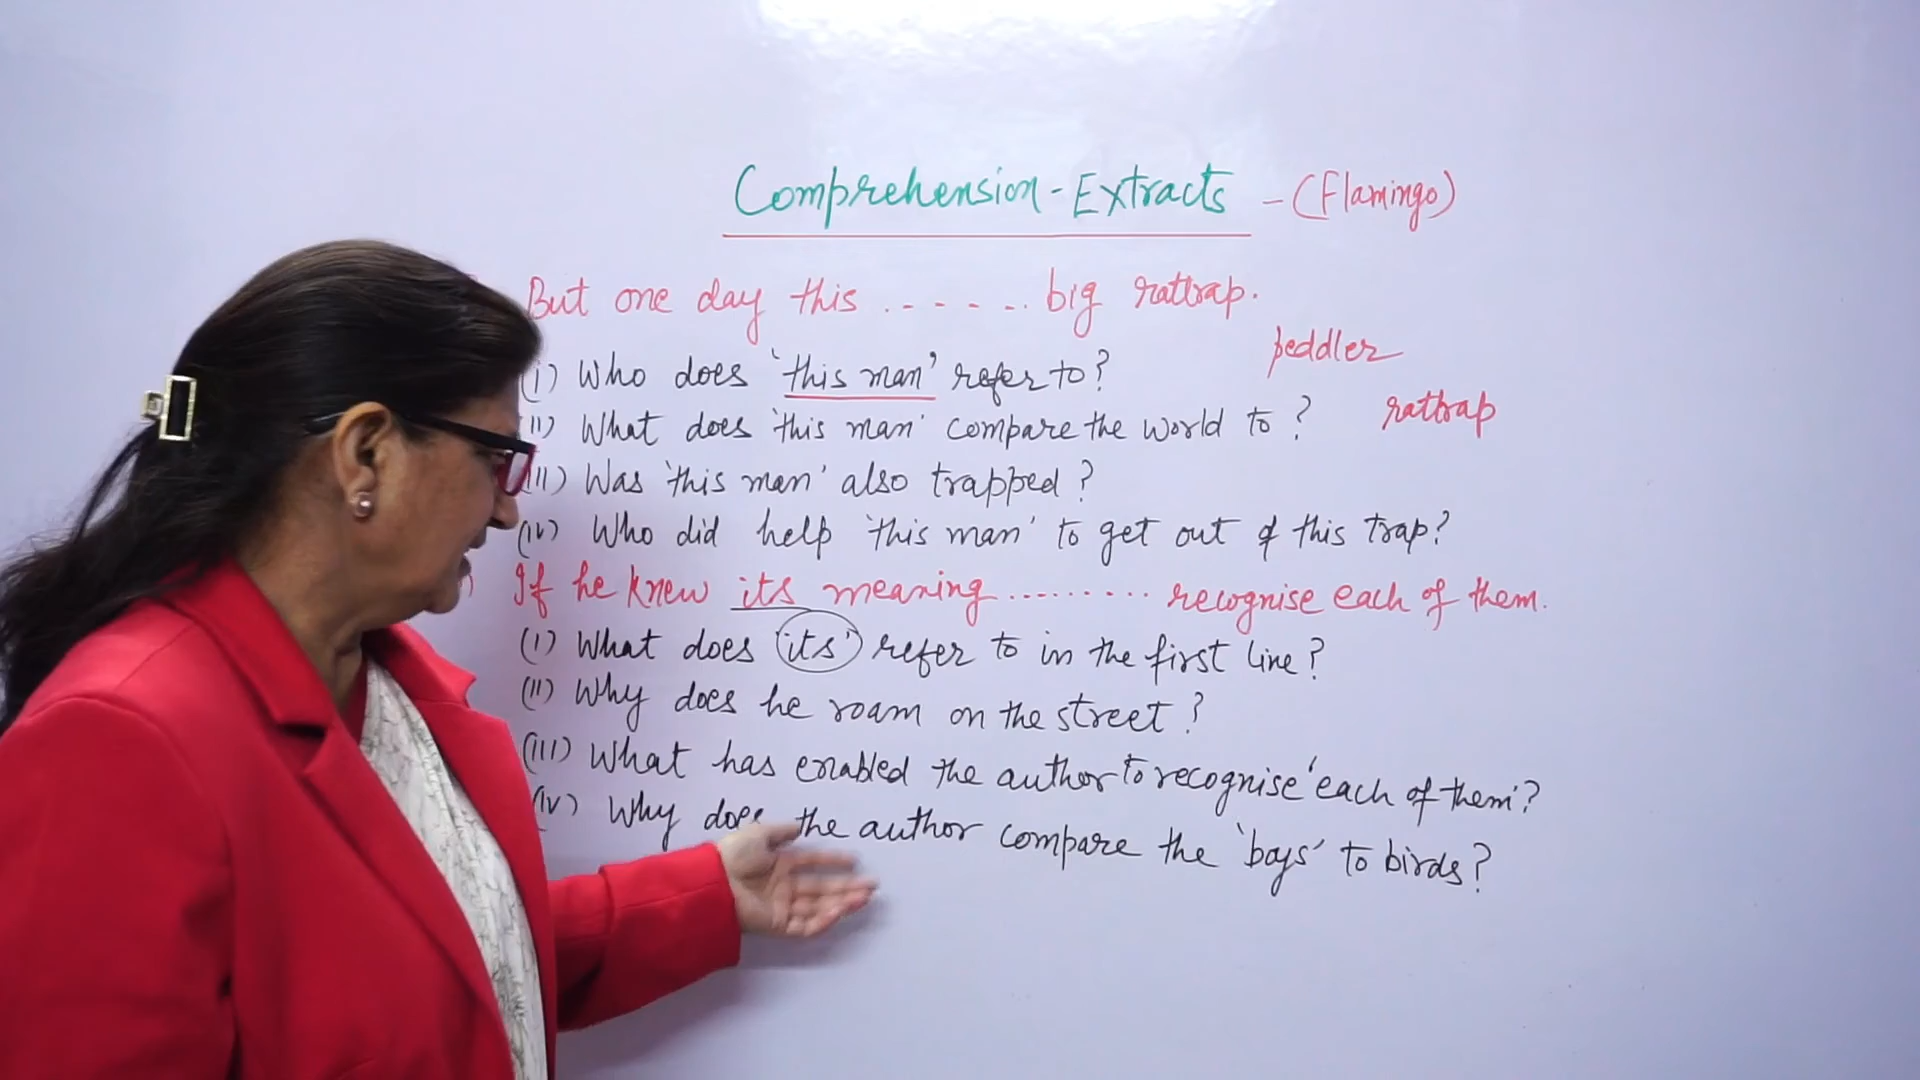 Comprehension - Extracts - (Flamingo)
But one day this ...... big rattrap.
peddler
(i) Who does 'this man' refer to?
(ii) What does 'this man' compare the world to ? rattrap
(iii) Was 'this man' also trapped ?
(iv) Who did help 'this man' to get out of this trap?
If he knew its meaning ......... recognise each of them.
(i) What does 'its' refer to in the first line?
(ii) Why does he roam on the street ?
(iii) What has enabled the author to recognise 'each of them'?
(iv) Why does the author compare the 'boys' to birds?